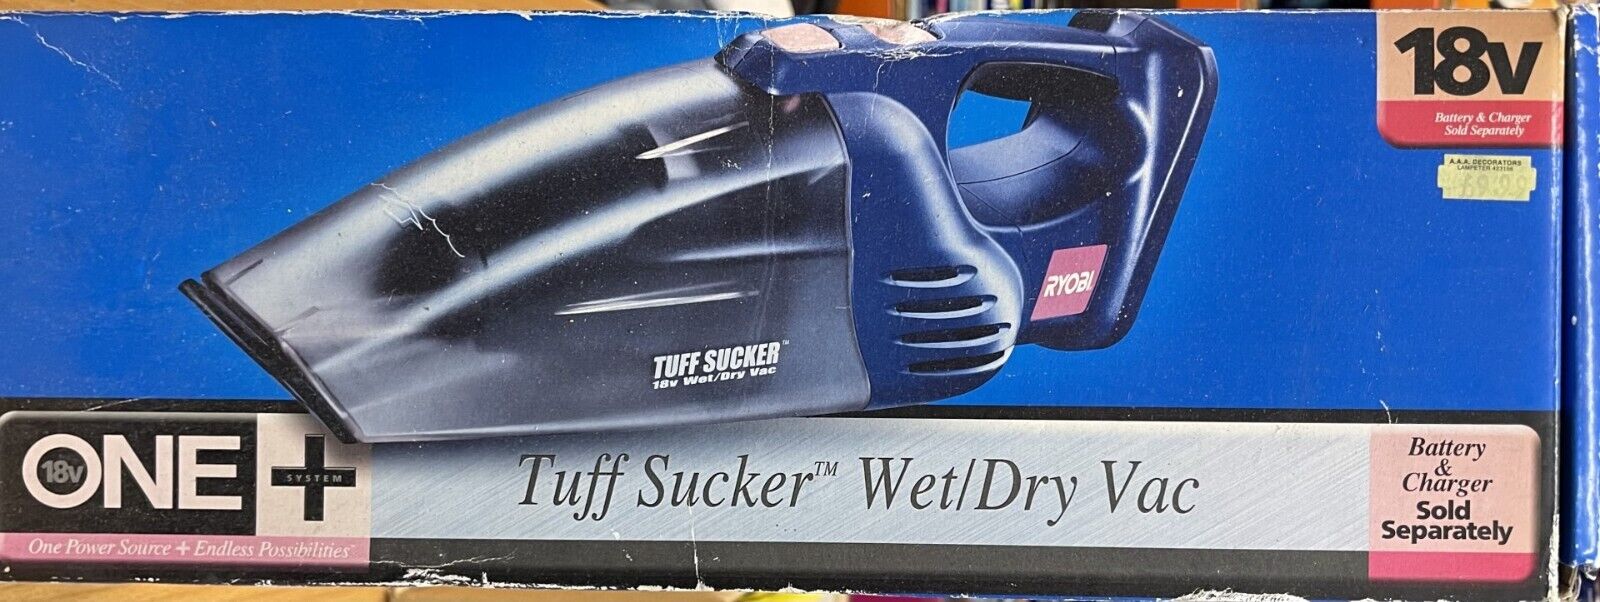 18v
Battery & Charger
Sold Separately
A.A.A. DECORATORS
LAMPETER 423156
RYOBI
TUFF SUCKER™
18v Wet/Dry Vac
18v
ONE+
SYSTEM
One Power Source + Endless Possibilities™
Tuff Sucker™ Wet/Dry Vac
Battery
&
Charger
Sold
Separately